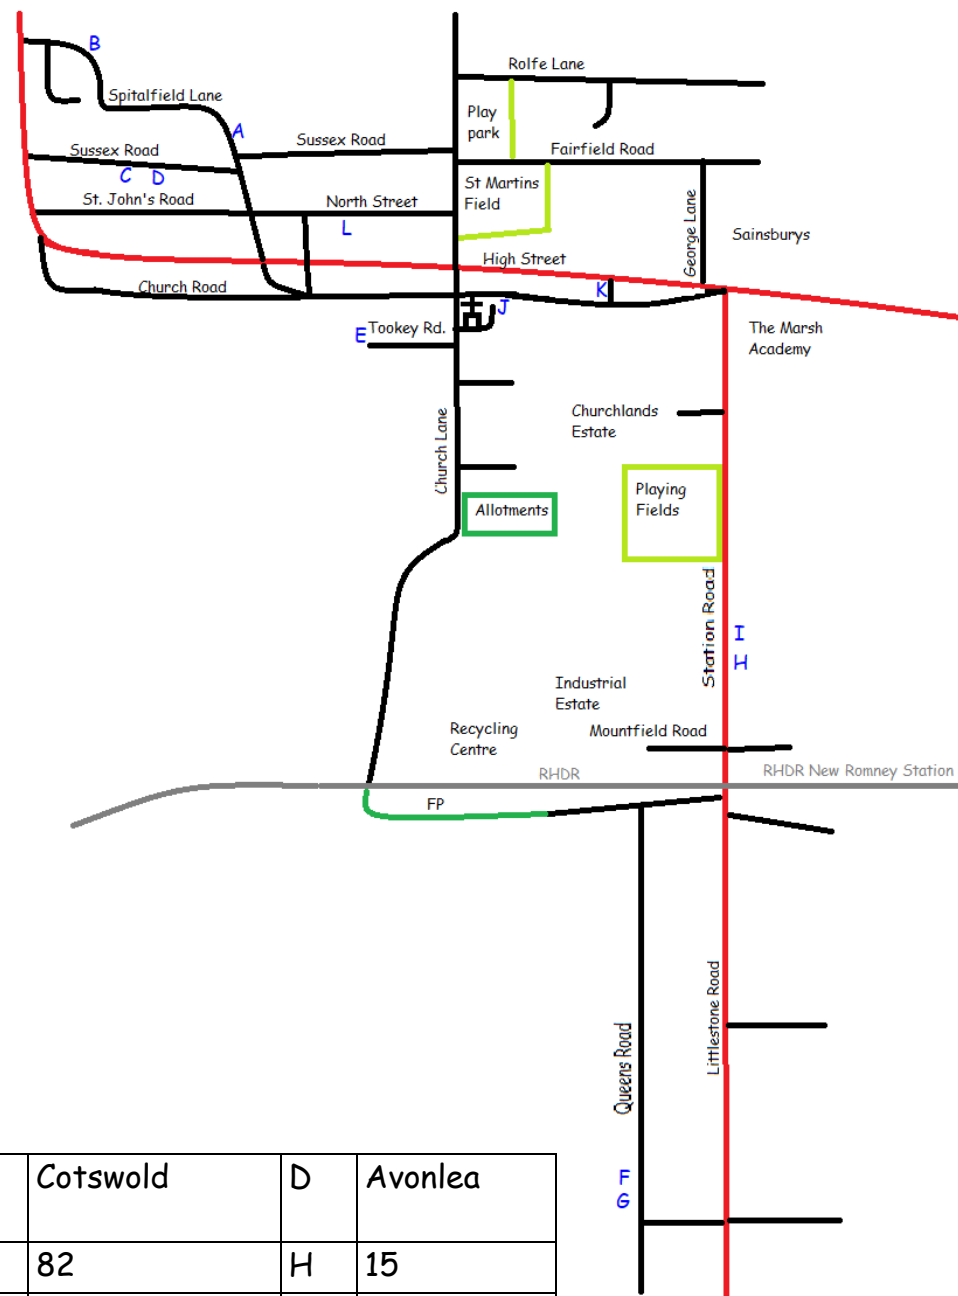 B
Rolfe Lane
Spitalfield Lane
Play
park
A
Sussex Road
Sussex Road
Fairfield Road
C
D
St Martins
Field
St. John's Road
North Street
L
George Lane
Sainsburys
High Street
Church Road
K
J
Tookey Rd.
E
The Marsh
Academy
Churchlands
Estate
Church Lane
Playing
Fields
Allotments
Station Road
I
H
Industrial
Estate
Recycling
Centre
Mountfield Road
RHDR
RHDR New Romney Station
FP
Littlestone Road
Queens Road
F
G
Cotswold D Avonlea
82 H 15